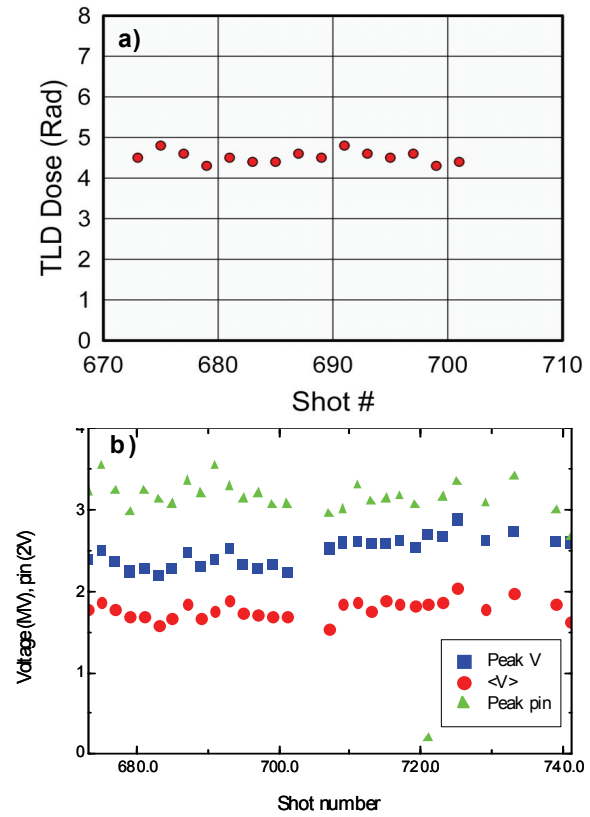 a)
8
7
6
5
4
3
2
1
0
TLD Dose (Rad)
670 680 690 700 710
Shot #
b)
4
3
2
1
0
Voltage (MV), pin (2V)
Peak V
<V>
Peak pin
680.0 700.0 720.0 740.0
Shot number